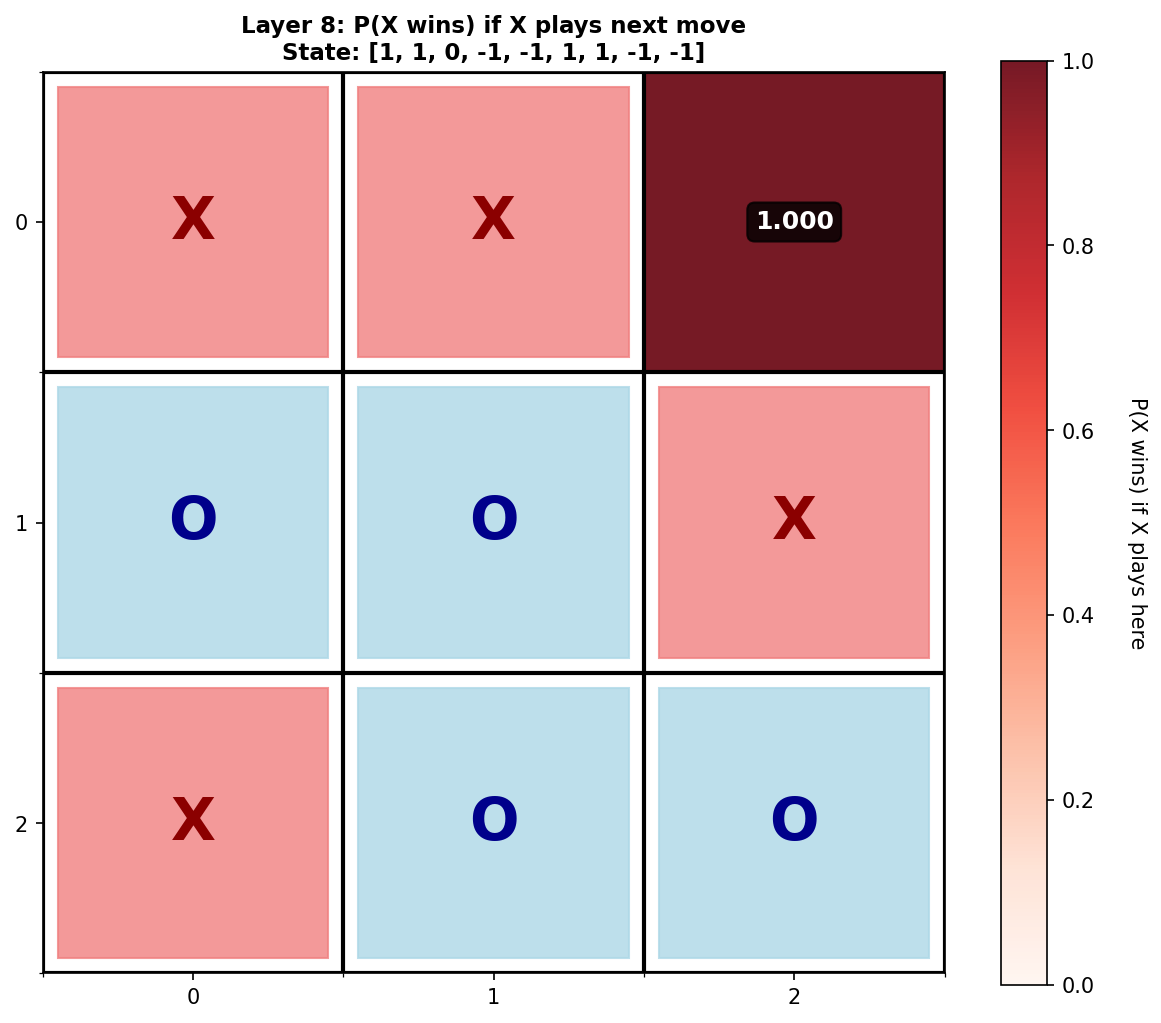 Layer 8: P(X wins) if X plays next move
State: [1, 1, 0, -1, -1, 1, 1, -1, -1]
X
X
1.000
O
O
X
X
O
O
0
1
2
0
1
2
1.0
0.8
0.6
0.4
0.2
0.0
P(X wins) if X plays here